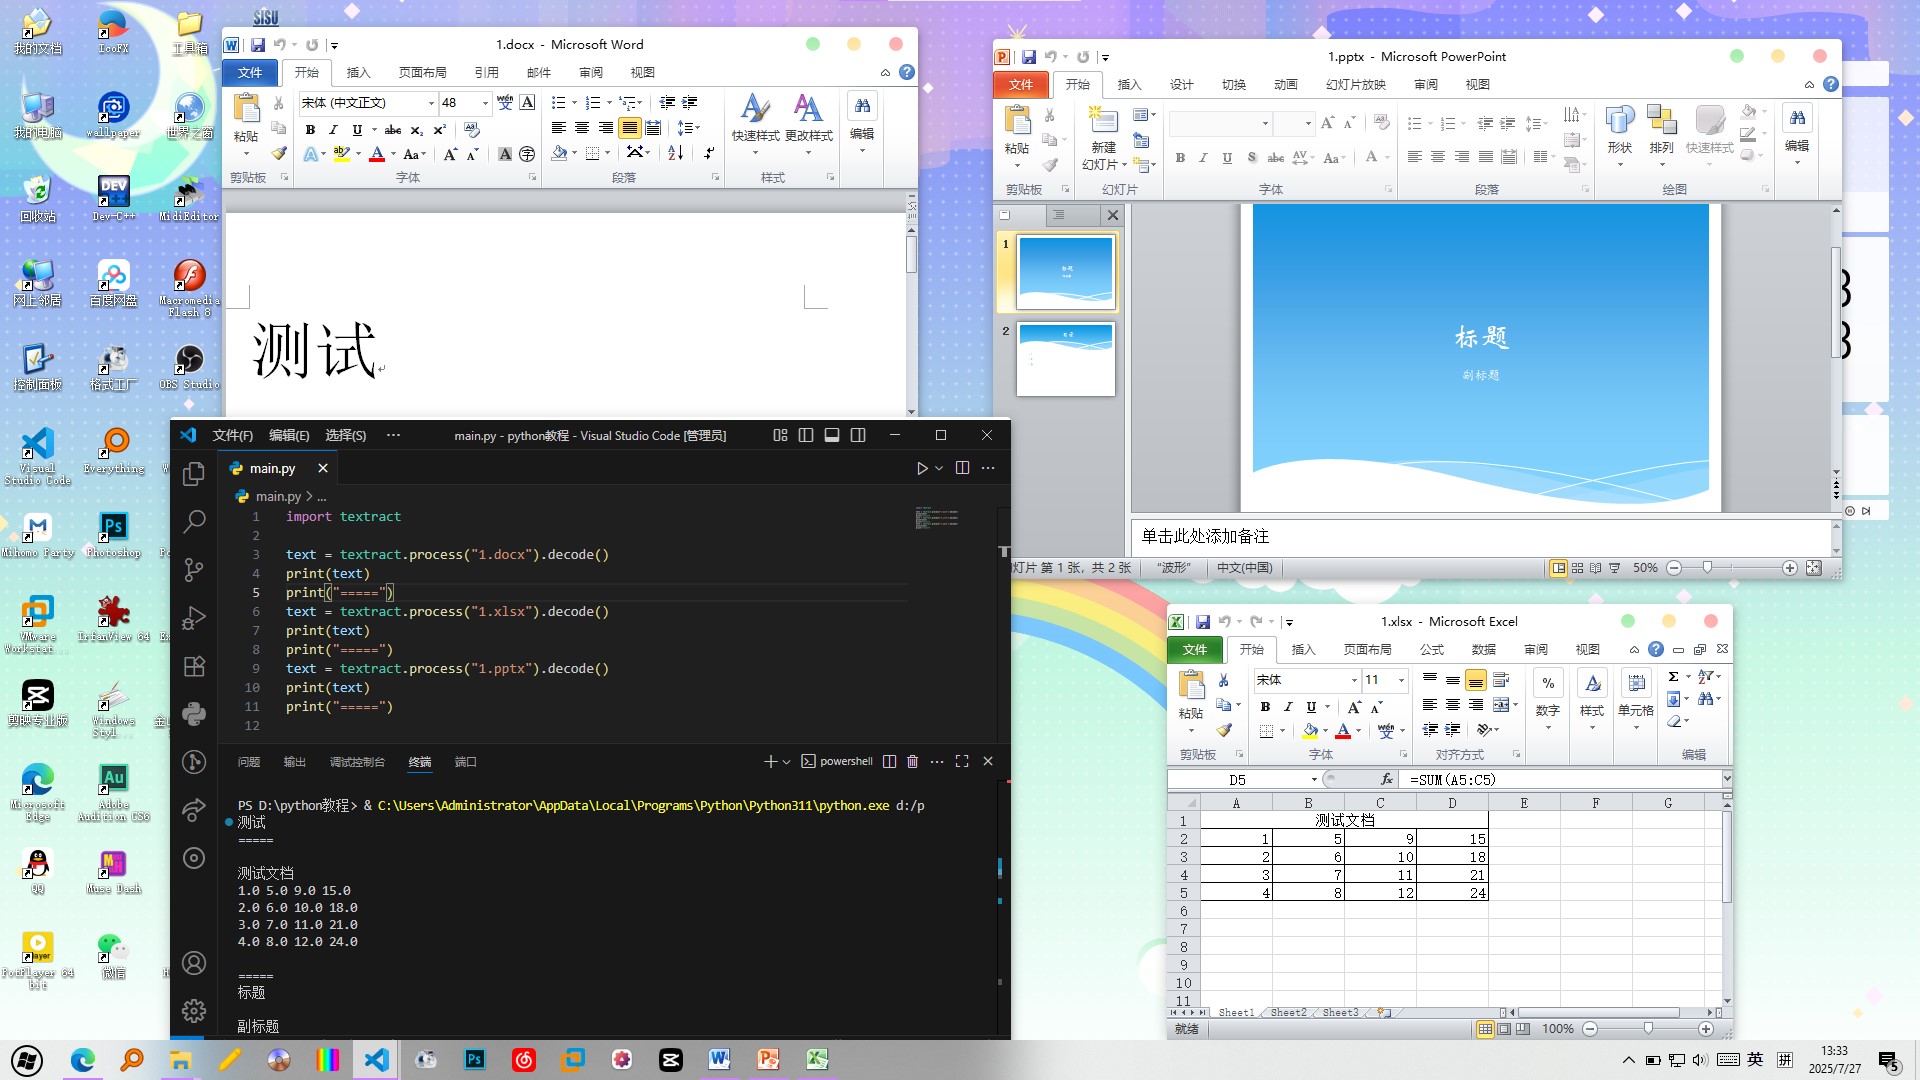 我的文档
IcoFX
工具箱
SISU
我的电脑
wallpaper
世界之窗
回收站
Dev-C++
MidiEditor
网上邻居
百度网盘
Macromedia
Flash 8
控制面板
格式工厂
OBS Studio
Visual
Studio Code
Everything
Mihomo Party
Photoshop
VMware
Workstat...
IrfanView 64
剪映专业版
Windows
Styl...
Microsoft
Edge
Adobe
Audition CS6
QQ
Muse Dash
PotPlayer 64
bit
微信
1.docx - Microsoft Word
文件 开始 插入 页面布局 引用 邮件 审阅 视图
宋体 (中文正文) 48
粘贴 快速样式 更改样式 编辑
剪贴板 字体 段落 样式
测试
1.pptx - Microsoft PowerPoint
文件 开始 插入 设计 切换 动画 幻灯片放映 审阅 视图
粘贴 新建
幻灯片 形状 排列 快速样式 编辑
剪贴板 幻灯片 字体 段落 绘图
1
2
标题
副标题
单击此处添加备注
灯片 第 1 张，共 2 张 "波形" 中文(中国) 50%
文件(F) 编辑(E) 选择(S) ··· main.py - python教程 - Visual Studio Code [管理员]
main.py
main.py > ...
1 import textract
2
3 text = textract.process("1.docx").decode()
4 print(text)
5 print("=====")
6 text = textract.process("1.xlsx").decode()
7 print(text)
8 print("=====")
9 text = textract.process("1.pptx").decode()
10 print(text)
11 print("=====")
12
问题 输出 调试控制台 终端 端口 powershell
PS D:\python教程> & C:\Users\Administrator\AppData\Local\Programs\Python\Python311\python.exe d:/p
测试
=====
测试文档
1.0 5.0 9.0 15.0
2.0 6.0 10.0 18.0
3.0 7.0 11.0 21.0
4.0 8.0 12.0 24.0
=====
标题
副标题
1.xlsx - Microsoft Excel
文件 开始 插入 页面布局 公式 数据 审阅 视图
宋体 11
粘贴 数字 样式 单元格
剪贴板 字体 对齐方式 编辑
D5 fx =SUM(A5:C5)
A B C D E F G
1 测试文档
2 1 5 9 15
3 2 6 10 18
4 3 7 11 21
5 4 8 12 24
6
7
8
9
10
11
Sheet1 Sheet2 Sheet3
就绪 100%
英 拼 13:33
2025/7/27 5